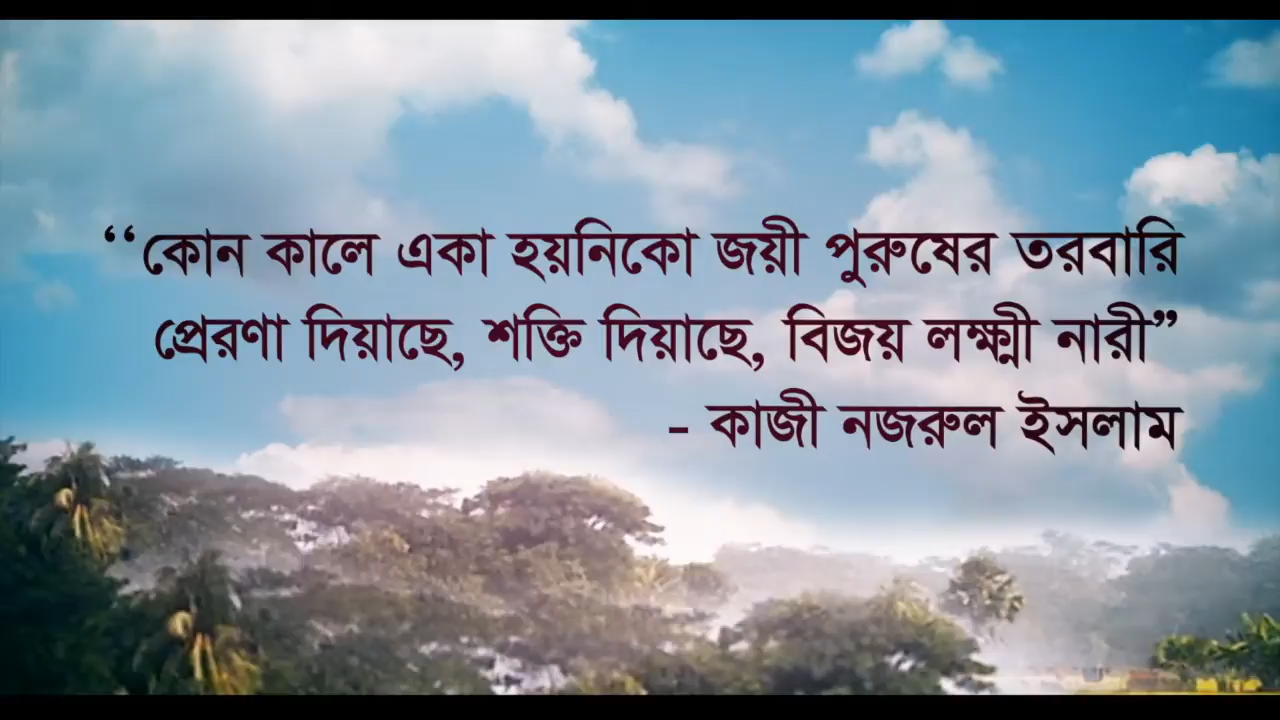 ‘‘কোন কালে একা হয়নিকো জয়ী পুরুষের তরবারি
প্রেরণা দিয়াছে, শক্তি দিয়াছে, বিজয় লক্ষ্মী নারী”
- কাজী নজরুল ইসলাম